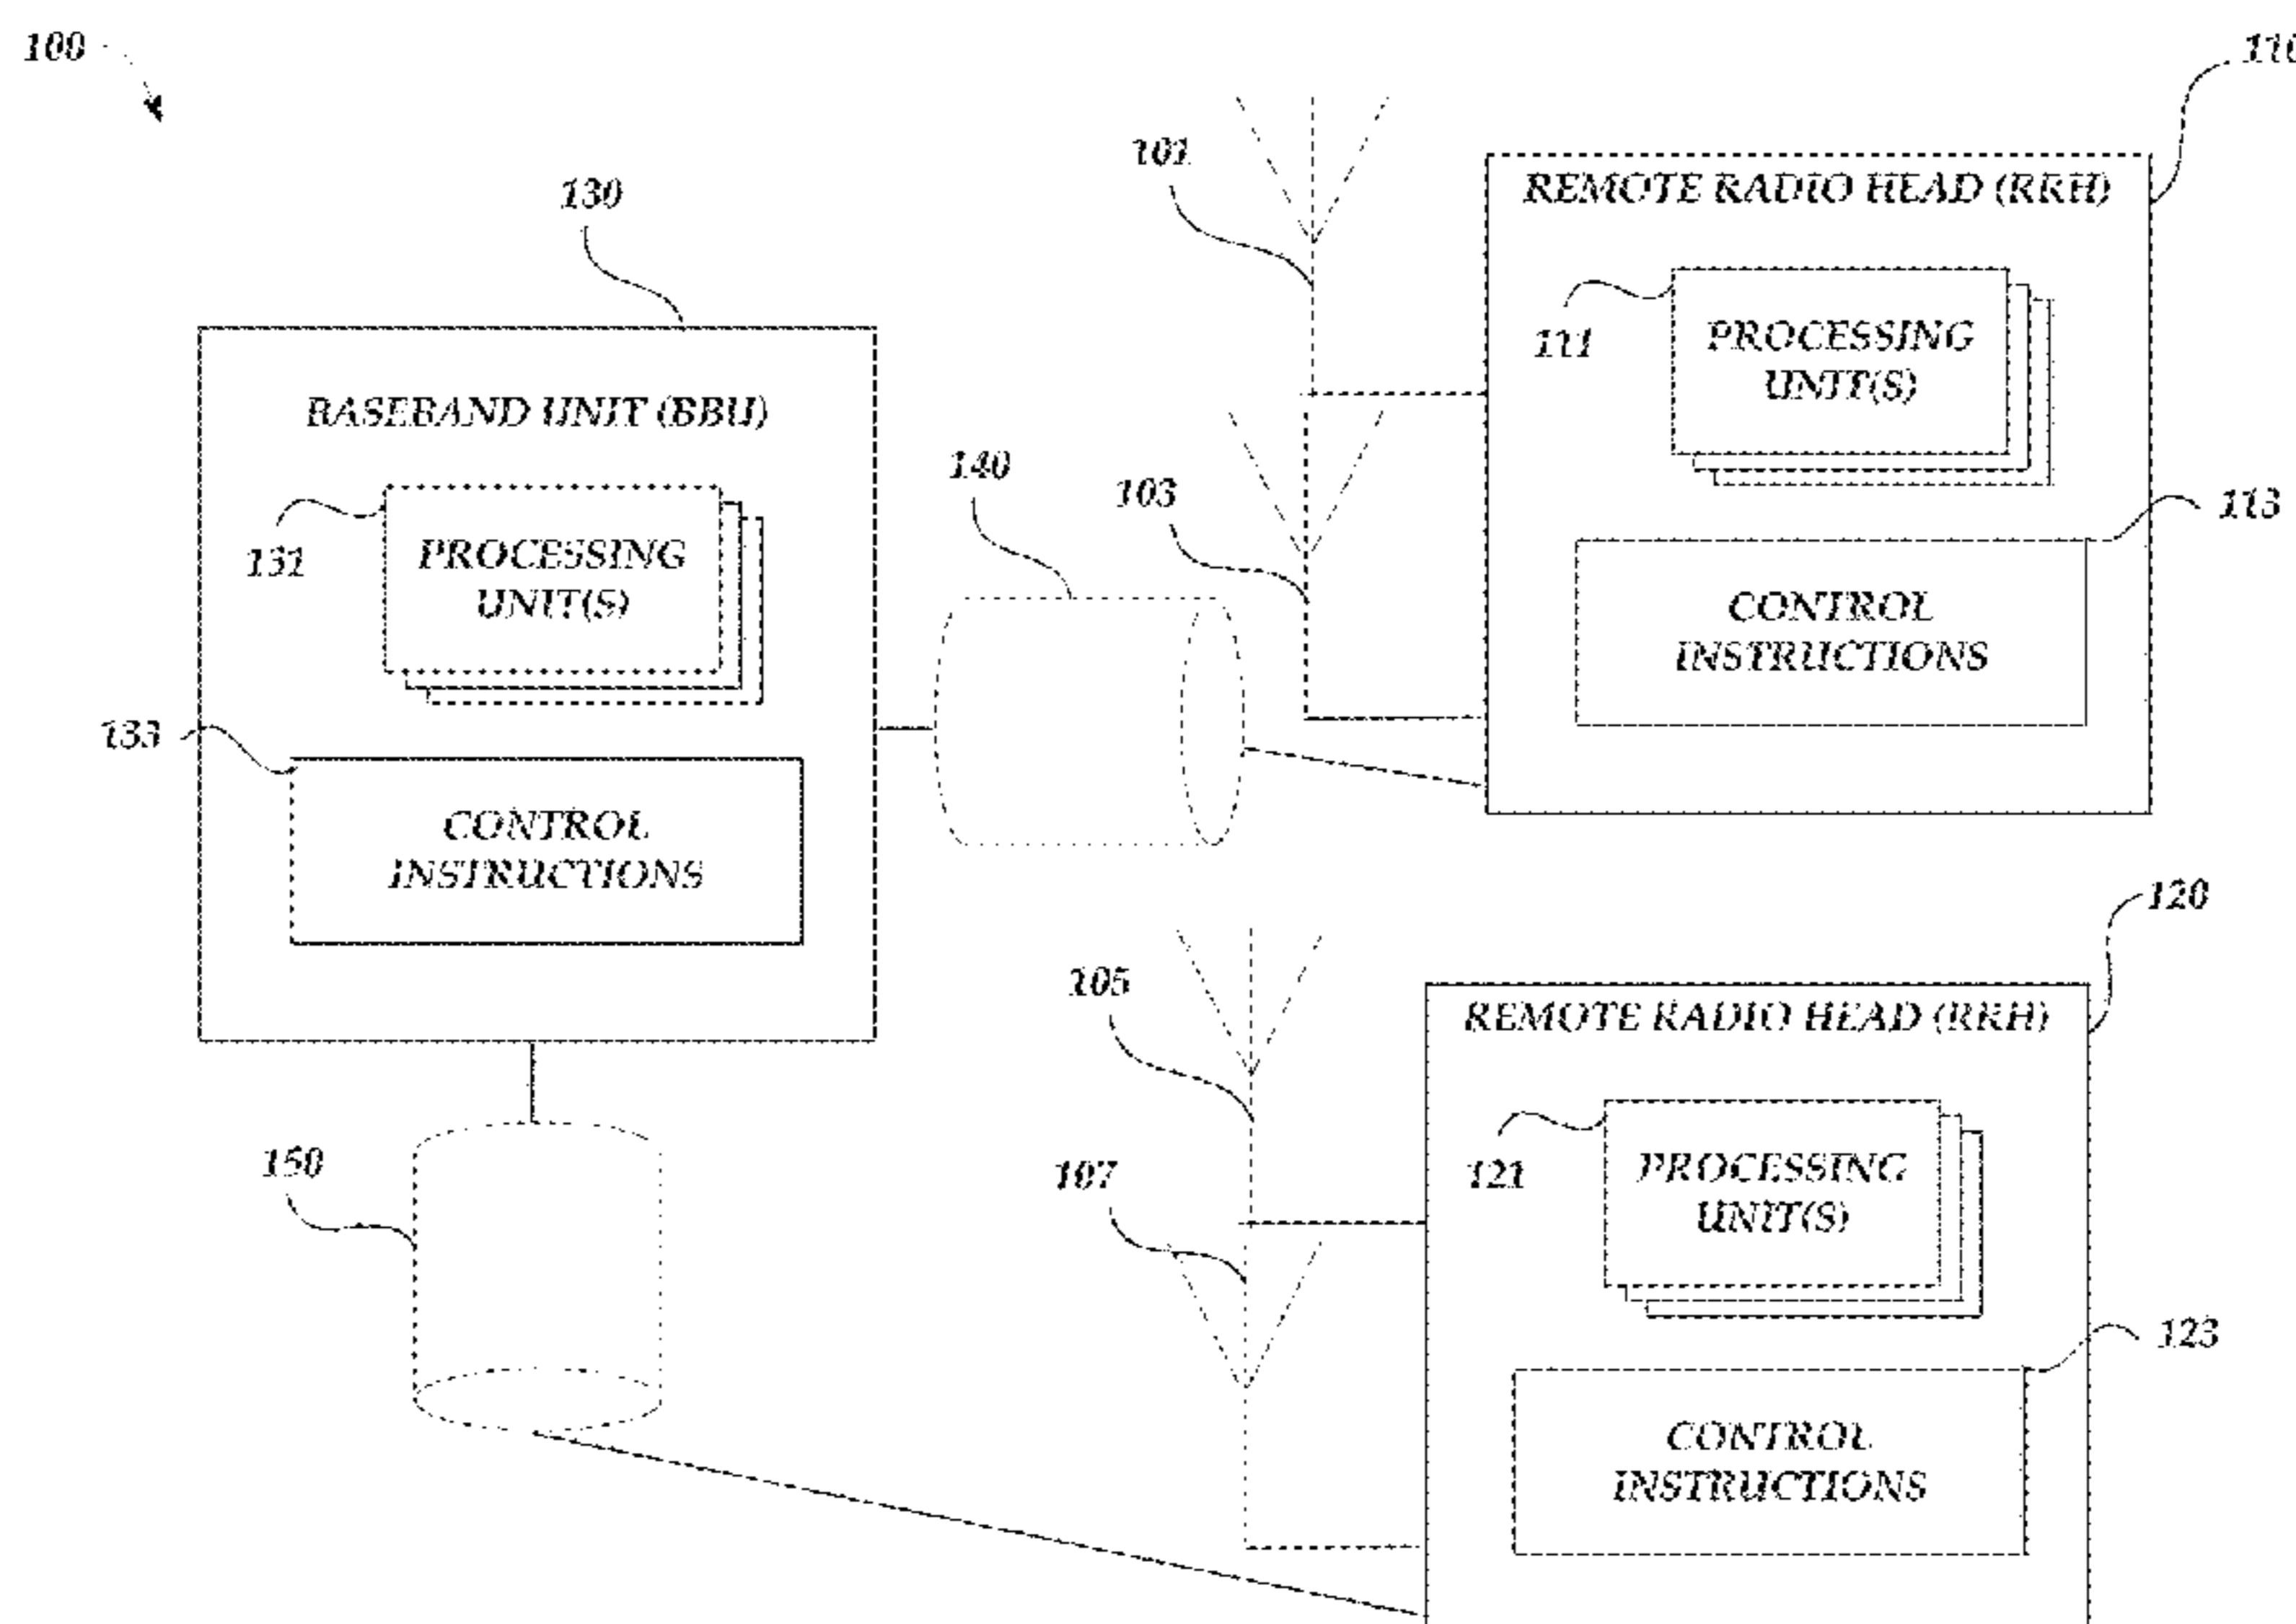 100
110
101
REMOTE RADIO HEAD (RRH)
130
111
PROCESSING
UNIT(S)
BASEBAND UNIT (BBU)
140
103
113
131
PROCESSING
UNIT(S)
CONTROL
INSTRUCTIONS
133
CONTROL
INSTRUCTIONS
120
105
REMOTE RADIO HEAD (RRH)
150
107
121
PROCESSING
UNIT(S)
123
CONTROL
INSTRUCTIONS